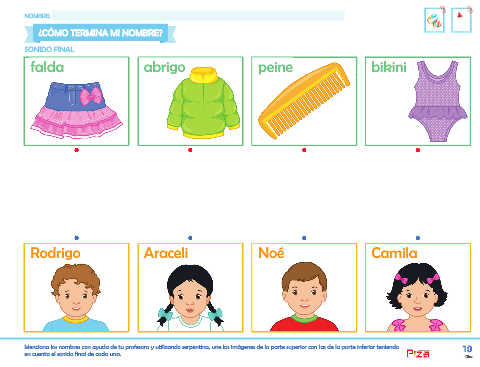 NOMBRE
¿CÓMO TERMINA MI NOMBRE?
SONIDO FINAL
falda
abrigo
peine
bikini
Rodrigo
Araceli
Noé
Camila
Menciona los nombres con ayuda de tu profesora y utilizando serpentina, une las imágenes de la parte superior con las de la parte inferior teniendo
en cuenta el sonido final de cada uno.